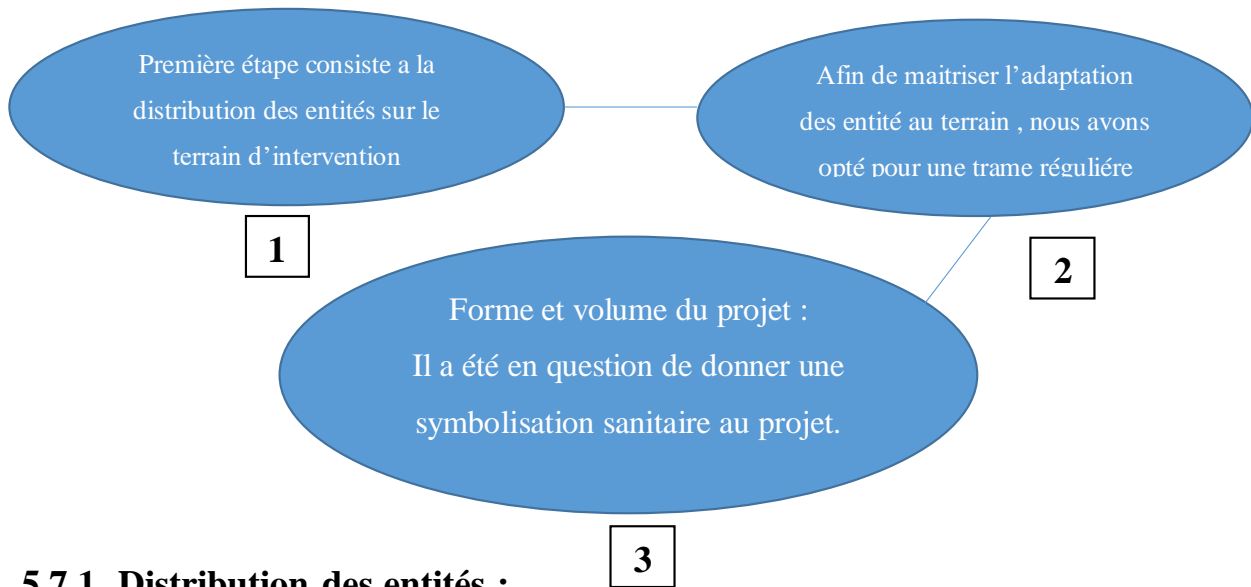 Première étape consiste a la
distribution des entités sur le
terrain d'intervention
1
Afin de maitriser l'adaptation
des entité au terrain , nous avons
opté pour une trame réguliére
2
Forme et volume du projet :
Il a été en question de donner une
symbolisation sanitaire au projet.
3
5.7.1. Distribution des entités :